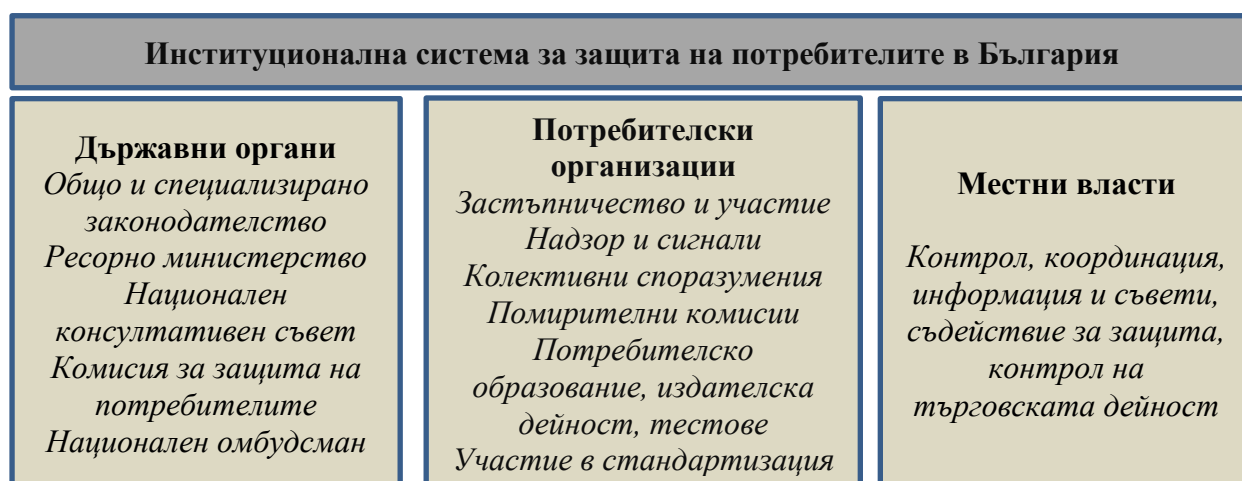 Институционална система за защита на потребителите в България
Държавни органи
Общо и специализирано
законодателство
Ресорно министерство
Национален
консултативен съвет
Комисия за защита на
потребителите
Национален омбудсман
Потребителски
организации
Застъпничество и участие
Надзор и сигнали
Колективни споразумения
Помирителни комисии
Потребителско
образование, издателска
дейност, тестове
Участие в стандартизация
Местни власти
Контрол, координация,
информация и съвети,
съдействие за защита,
контрол на
търговската дейност